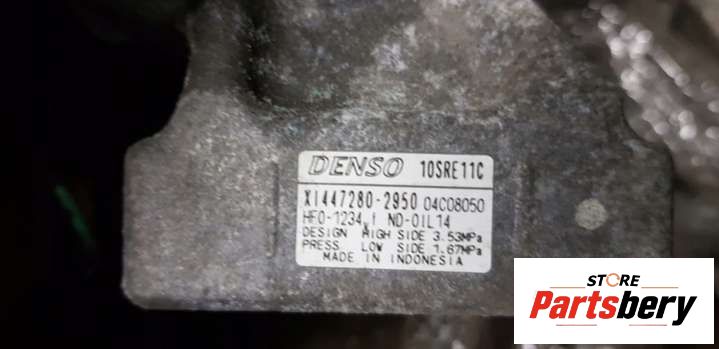 DENSO 10SRE11C
XI447280-2950 04C08050
HFO-1234 ND-OIL14
DESIGN HIGH SIDE 3.53MPa
PRESS LOW SIDE 1.67MPa
MADE IN INDONESIA
STORE
Partsbery